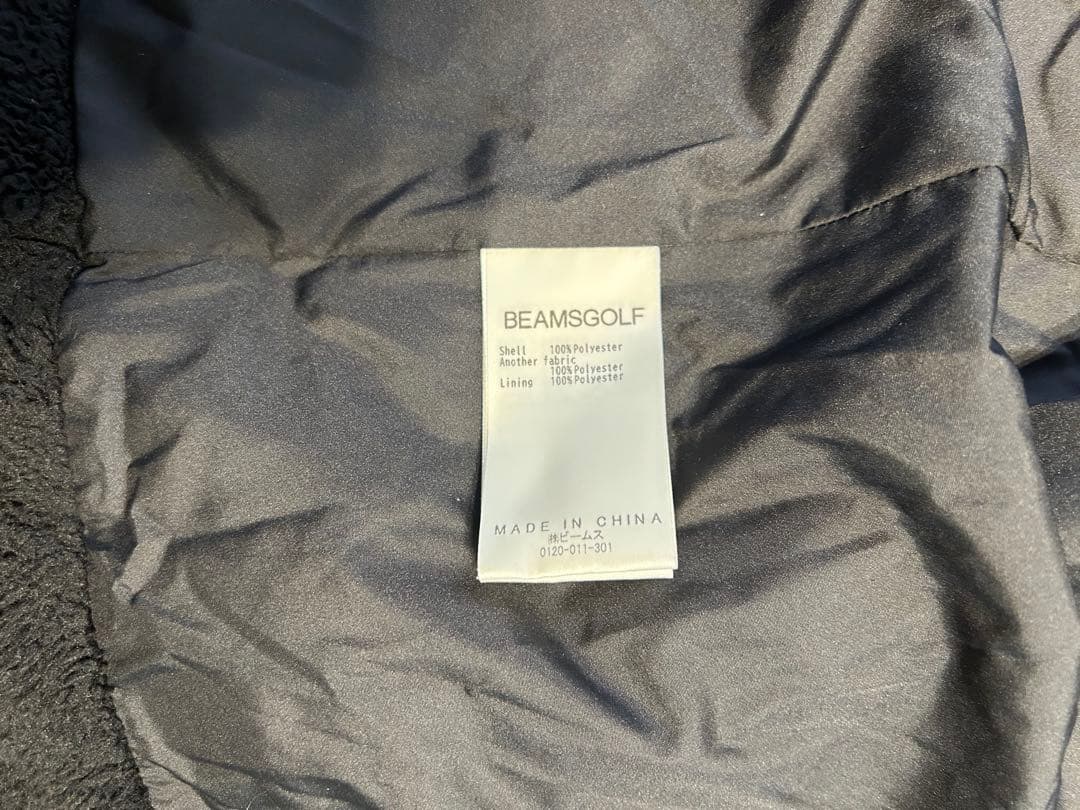 BEAMSGOLF
Shell 100%Polyester
Another fabric
100%Polyester
Lining 100%Polyester
MADE IN CHINA
㈱ビームス
0120-011-301